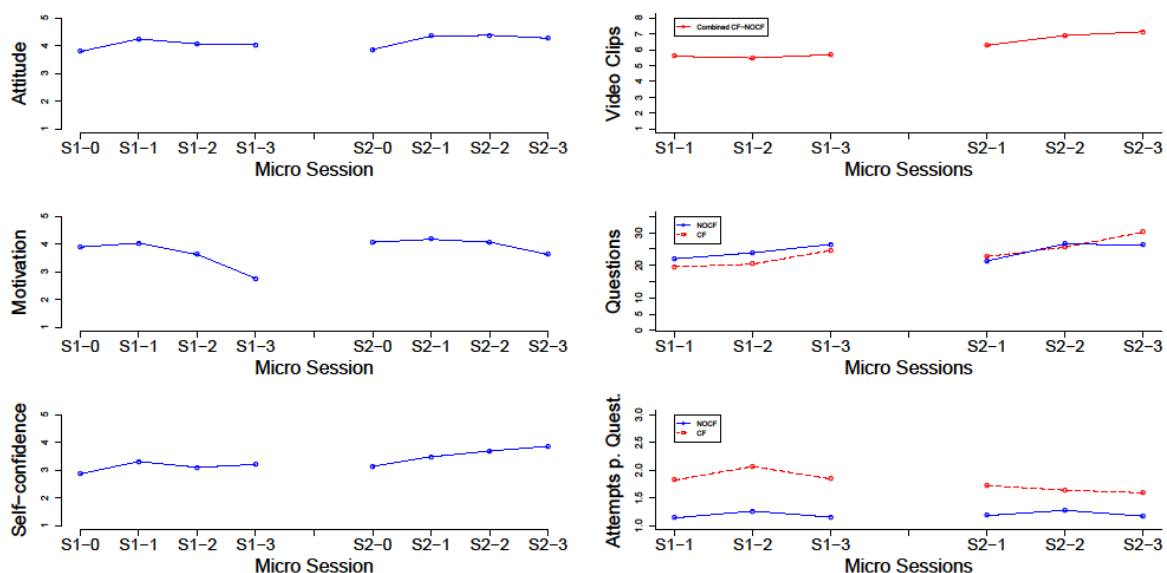 Attitude
5
4
3
2
1
S1-0 S1-1 S1-2 S1-3 S2-0 S2-1 S2-2 S2-3
Micro Session
Video Clips
8
7
6
5
4
3
2
1
Combined CF-NOCF
S1-1 S1-2 S1-3 S2-1 S2-2 S2-3
Micro Sessions
Motivation
5
4
3
2
1
S1-0 S1-1 S1-2 S1-3 S2-0 S2-1 S2-2 S2-3
Micro Session
Questions
30
20
10
0
NOCF
CF
S1-1 S1-2 S1-3 S2-1 S2-2 S2-3
Micro Sessions
Self-confidence
5
4
3
2
1
S1-0 S1-1 S1-2 S1-3 S2-0 S2-1 S2-2 S2-3
Micro Session
Attempts p. Quest.
3.0
2.5
2.0
1.5
1.0
NOCF
CF
S1-1 S1-2 S1-3 S2-1 S2-2 S2-3
Micro Sessions